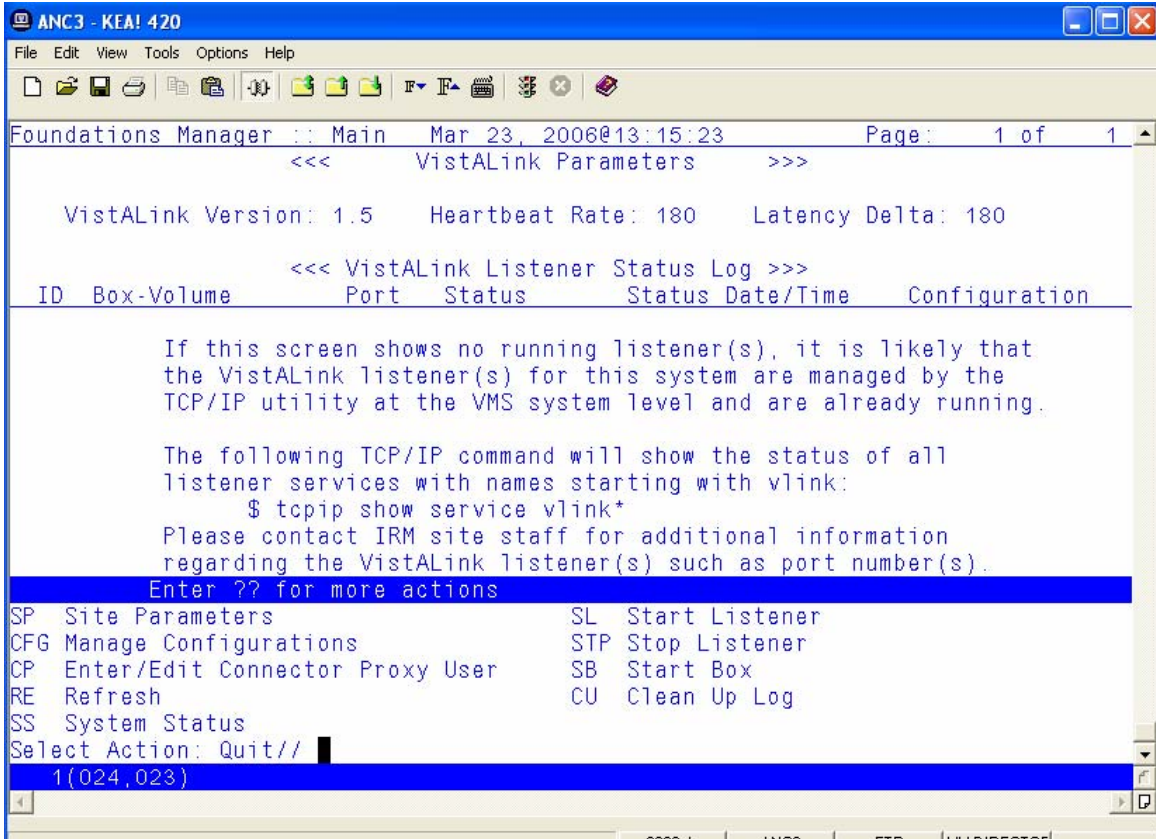 ANC3 - KEA! 420
File Edit View Tools Options Help
Foundations Manager :: Main Mar 23, 2006@13:15:23 Page: 1 of 1
<<< VistALink Parameters >>>
VistALink Version: 1.5 Heartbeat Rate: 180 Latency Delta: 180
<<< VistALink Listener Status Log >>>
ID Box-Volume Port Status Status Date/Time Configuration
If this screen shows no running listener(s), it is likely that
the VistALink listener(s) for this system are managed by the
TCP/IP utility at the VMS system level and are already running.
The following TCP/IP command will show the status of all
listener services with names starting with vlink:
$ tcpip show service vlink*
Please contact IRM site staff for additional information
regarding the VistALink listener(s) such as port number(s).
Enter ?? for more actions
SP Site Parameters SL Start Listener
CFG Manage Configurations STP Stop Listener
CP Enter/Edit Connector Proxy User SB Start Box
RE Refresh CU Clean Up Log
SS System Status
Select Action: Quit//
1(024,023)